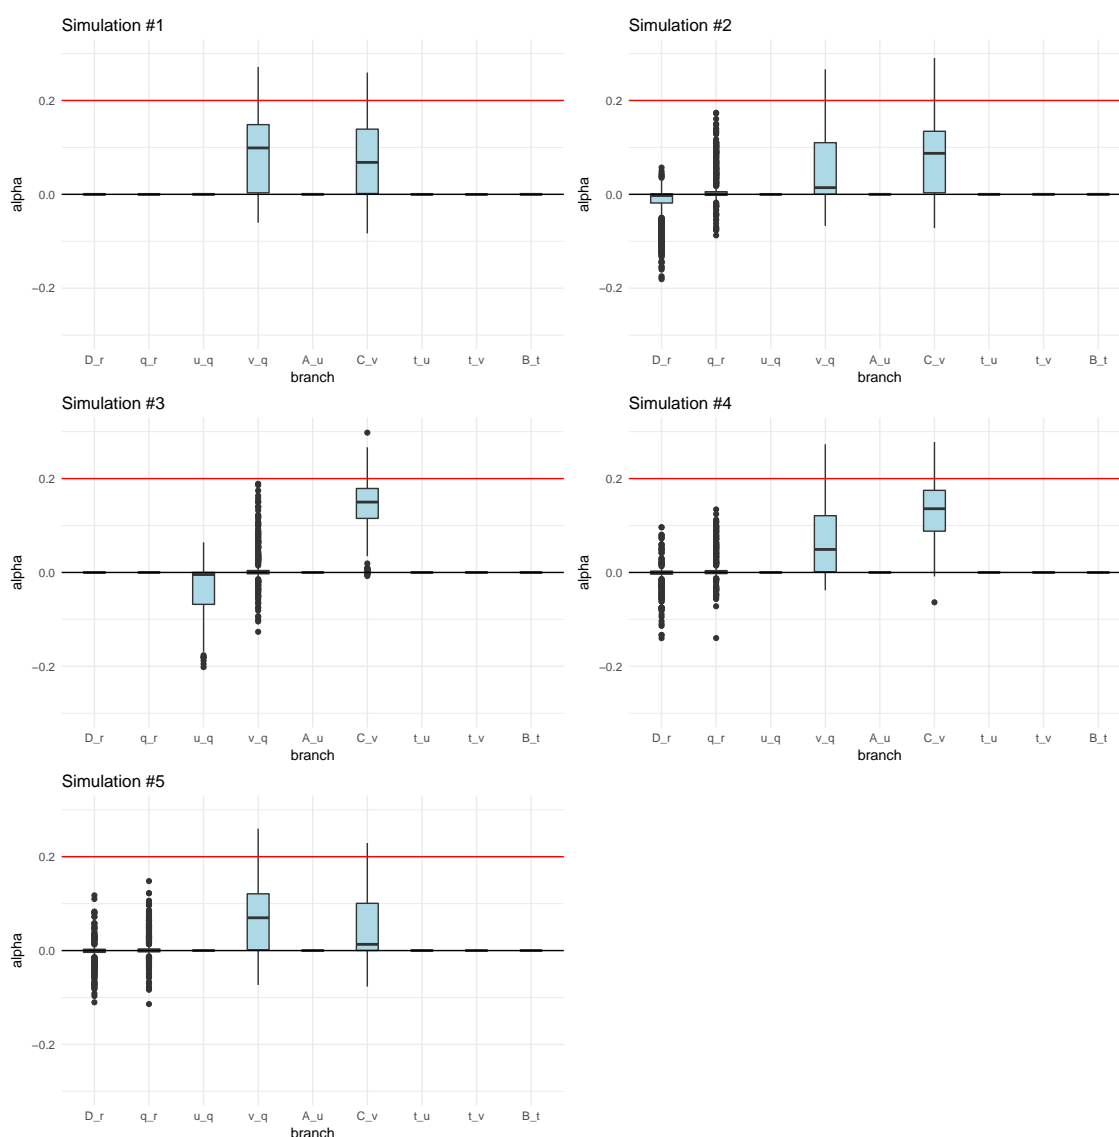 Simulation #1
alpha
0.2
0.0
−0.2
D_r q_r u_q v_q A_u C_v t_u t_v B_t
branch
Simulation #2
alpha
0.2
0.0
−0.2
D_r q_r u_q v_q A_u C_v t_u t_v B_t
branch
Simulation #3
alpha
0.2
0.0
−0.2
D_r q_r u_q v_q A_u C_v t_u t_v B_t
branch
Simulation #4
alpha
0.2
0.0
−0.2
D_r q_r u_q v_q A_u C_v t_u t_v B_t
branch
Simulation #5
alpha
0.2
0.0
−0.2
D_r q_r u_q v_q A_u C_v t_u t_v B_t
branch